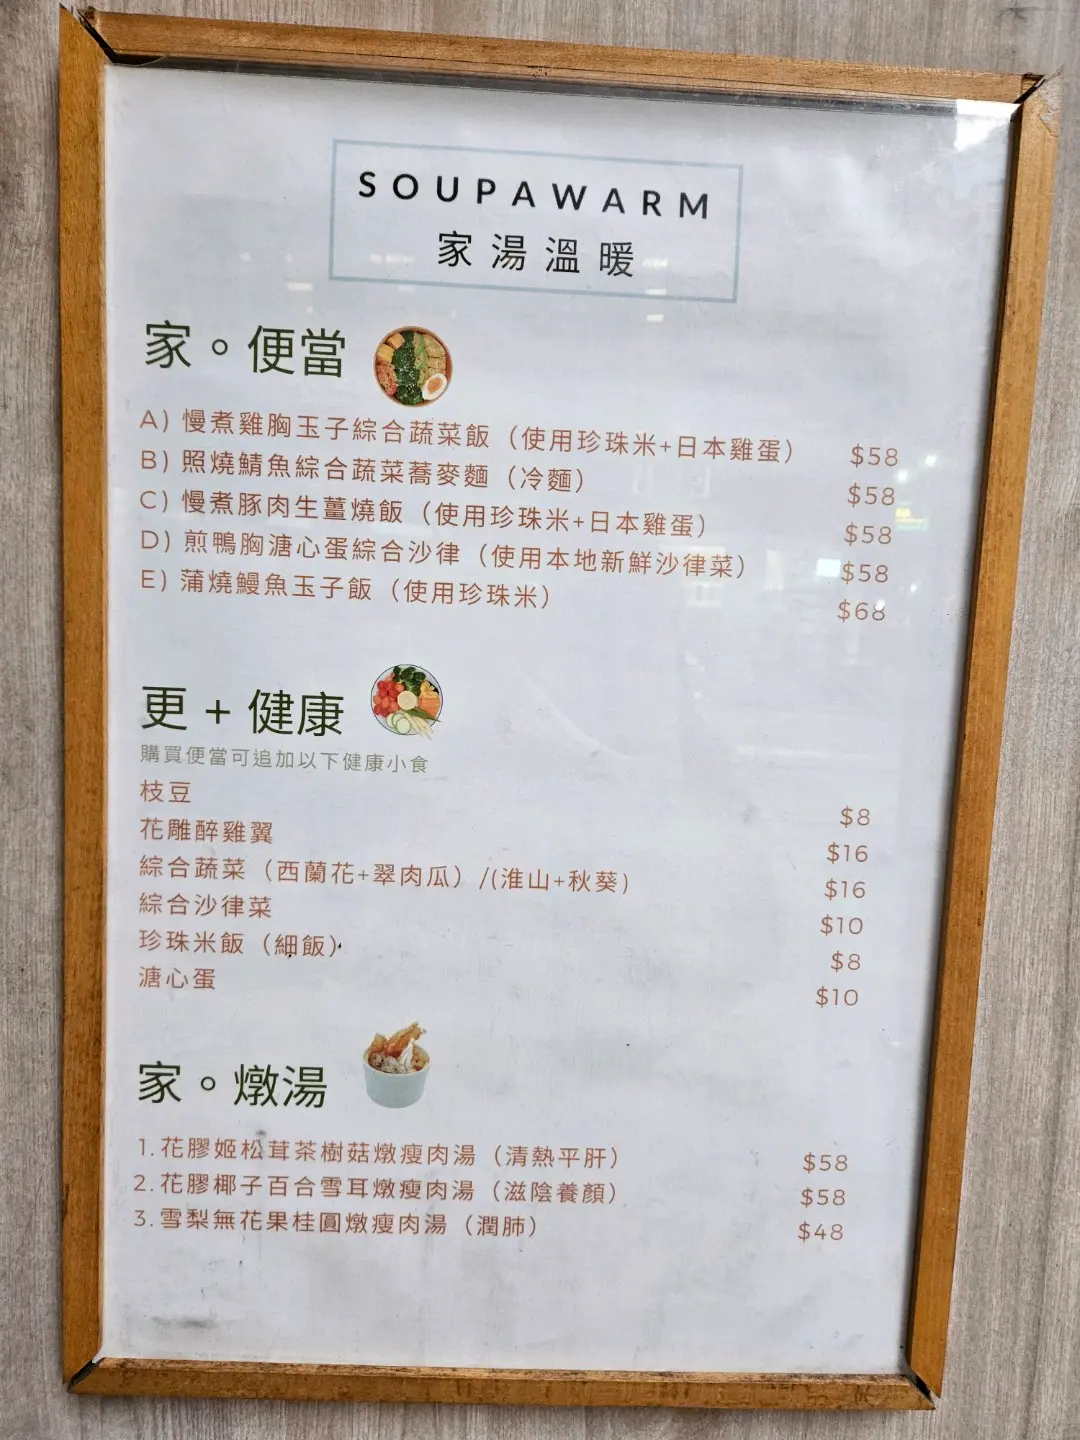 SOUPAWARM
家湯溫暖
家。便當
A) 慢煮雞胸玉子綜合蔬菜飯（使用珍珠米+日本雞蛋） $58
B) 照燒鯖魚綜合蔬菜蕎麥麵（冷麵） $58
C) 慢煮豚肉生薑燒飯（使用珍珠米+日本雞蛋） $58
D) 煎鴨胸溏心蛋綜合沙律（使用本地新鮮沙律菜） $58
E) 蒲燒鰻魚玉子飯（使用珍珠米） $68
更 + 健康
購買便當可追加以下健康小食
枝豆 $8
花雕醉雞翼 $16
綜合蔬菜（西蘭花+翠肉瓜）/(淮山+秋葵) $16
綜合沙律菜 $10
珍珠米飯（細飯） $8
溏心蛋 $10
家。燉湯
1. 花膠姬松茸茶樹菇燉瘦肉湯（清熱平肝） $58
2. 花膠椰子百合雪耳燉瘦肉湯（滋陰養顏） $58
3. 雪梨無花果桂圓燉瘦肉湯（潤肺） $48